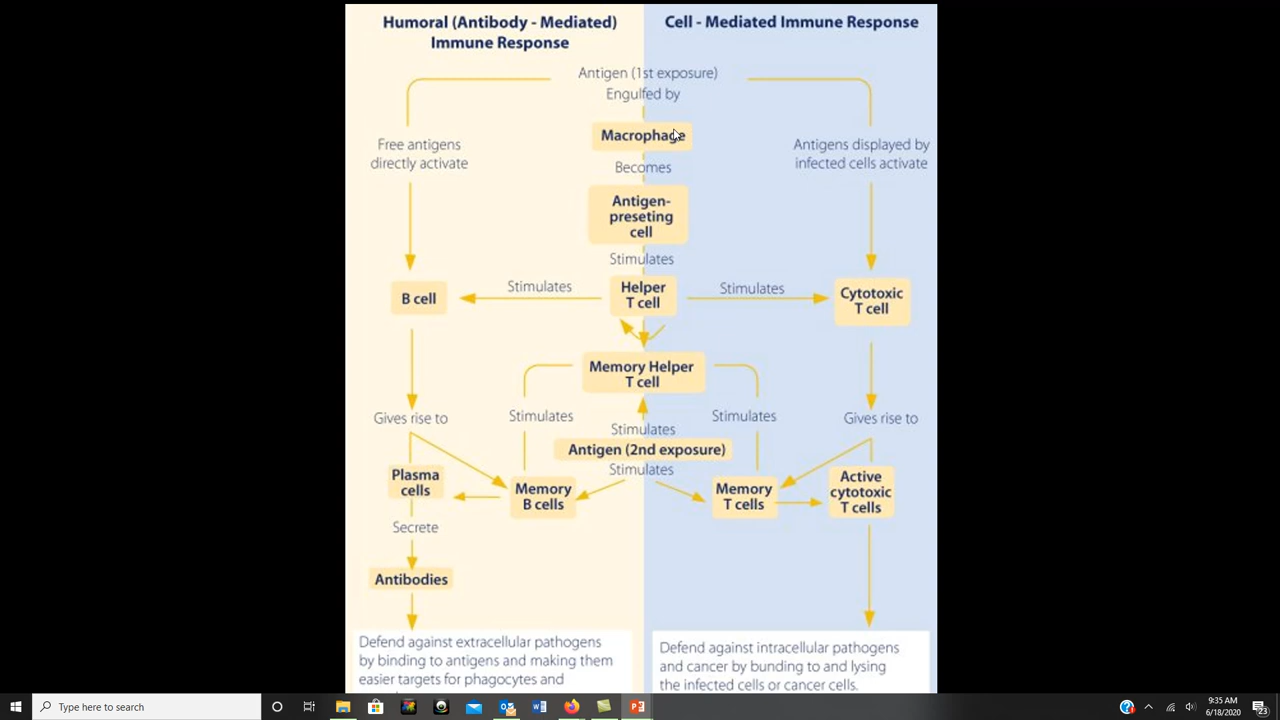 Humoral (Antibody - Mediated)
Immune Response
Cell - Mediated Immune Response
Antigen (1st exposure)
Engulfed by
Macrophage
Free antigens
directly activate
Antigens displayed by
infected cells activate
Becomes
Antigen-
preseting
cell
Stimulates
B cell
Stimulates
Helper
T cell
Stimulates
Cytotoxic
T cell
Memory Helper
T cell
Gives rise to
Stimulates
Stimulates
Stimulates
Gives rise to
Antigen (2nd exposure)
Stimulates
Plasma
cells
Memory
B cells
Memory
T cells
Active
cytotoxic
T cells
Secrete
Antibodies
Defend against extracellular pathogens
by binding to antigens and making them
easier targets for phagocytes and
Defend against intracellular pathogens
and cancer by bunding to and lysing
the infected cells or cancer cells.
Type here to search
9:35 AM
6/18/2020